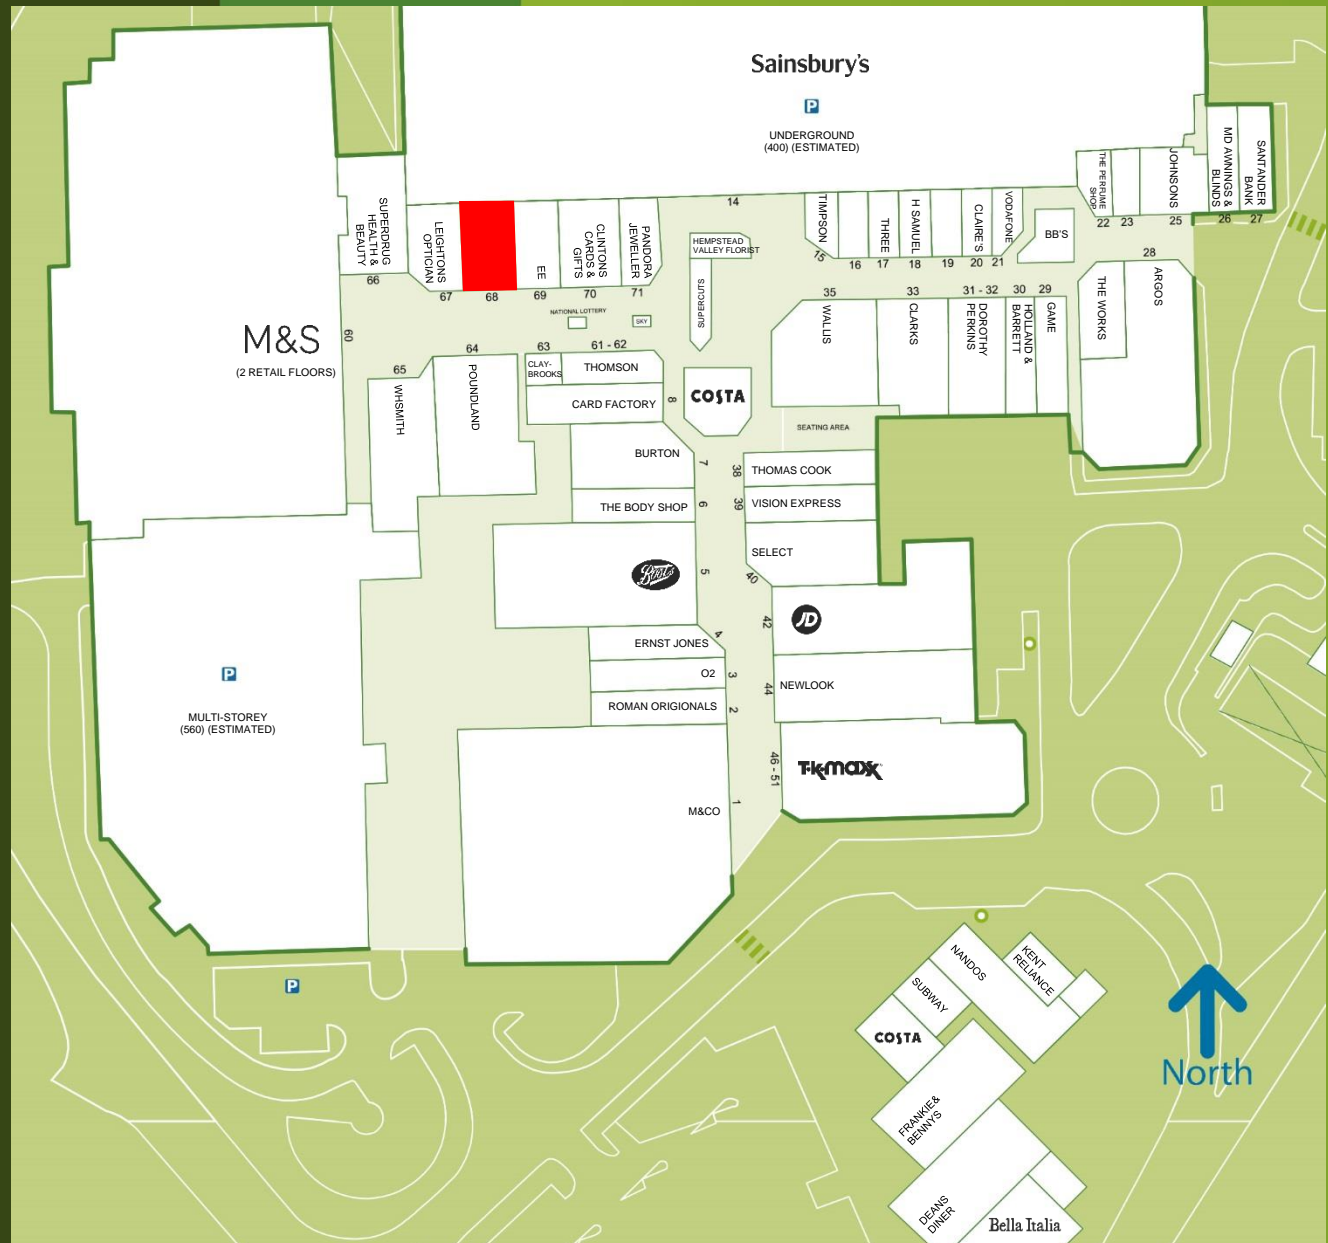 Sainsbury's
P
UNDERGROUND
(400) (ESTIMATED)
M&S
(2 RETAIL FLOORS)
60
SUPERDRUG
HEALTH &
BEAUTY
66
LEIGHTONS
OPTICIAN
67
68
EE
69
CLINTONS
CARDS &
GIFTS
70
PANDORA
JEWELLER
71
14
HEMPSTEAD
VALLEY FLORIST
SUPERCUTS
NATIONAL LOTTERY
SKY
TIMPSON
15
16
THREE
17
H SAMUEL
18
19
CLAIRE'S
20
VODAFONE
21
BB'S
THE PERFUME
SHOP
22
23
JOHNSONS
25
MD AWNINGS &
BLINDS
26
SANTANDER
BANK
27
28
ARGOS
THE WORKS
29
GAME
30
HOLLAND &
BARRETT
31 - 32
DOROTHY
PERKINS
33
CLARKS
35
WALLIS
SEATING AREA
65
WHSMITH
64
POUNDLAND
63
CLAY-
BROOKS
61 - 62
THOMSON
CARD FACTORY
8
COSTA
BURTON
7
THE BODY SHOP
6
Boots
5
ERNST JONES
4
O2
3
ROMAN ORIGIONALS
2
M&CO
1
38
THOMAS COOK
39
VISION EXPRESS
SELECT
40
42
JD
44
NEWLOOK
46 - 51
T·K·maxx
P
MULTI-STOREY
(560) (ESTIMATED)
P
NANDOS
KENT
RELIANCE
SUBWAY
COSTA
FRANKIE&
BENNYS
DEANS
DINER
Bella Italia
North